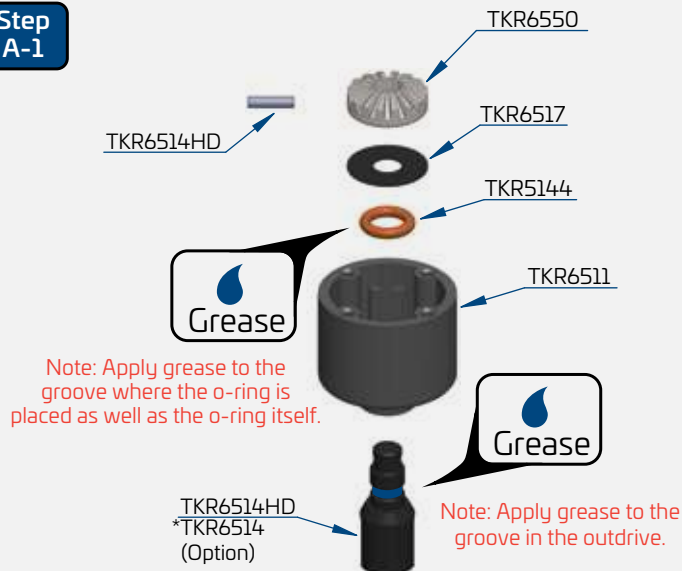 Step
A-1
TKR6550
TKR6514HD
TKR6517
TKR5144
Grease
TKR6511
Note: Apply grease to the
groove where the o-ring is
placed as well as the o-ring itself.
Grease
TKR6514HD
*TKR6514
(Option)
Note: Apply grease to the
groove in the outdrive.